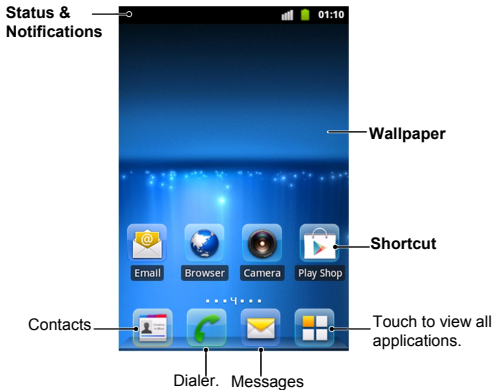 Status &
Notifications
01:10
Wallpaper
Shortcut
Email Browser Camera Play Shop
4
Contacts
Touch to view all
applications.
Dialer. Messages